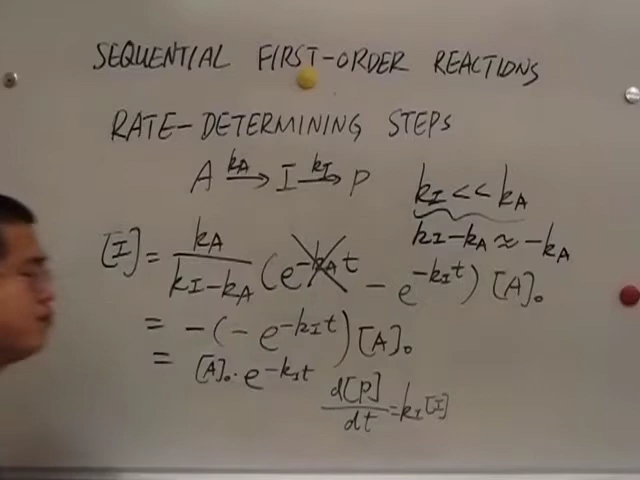 SEQUENTIAL FIRST-ORDER REACTIONS
RATE-DETERMINING STEPS
A —kA→ I —kI→ P
kI << kA
kI-kA ≈ -kA
[I] = kA/(kI-kA) (e^-kAt - e^-kIt) [A]₀
= -(-e^-kIt) [A]₀
= [A]₀ · e^-kIt
d[P]/dt = kI[I]